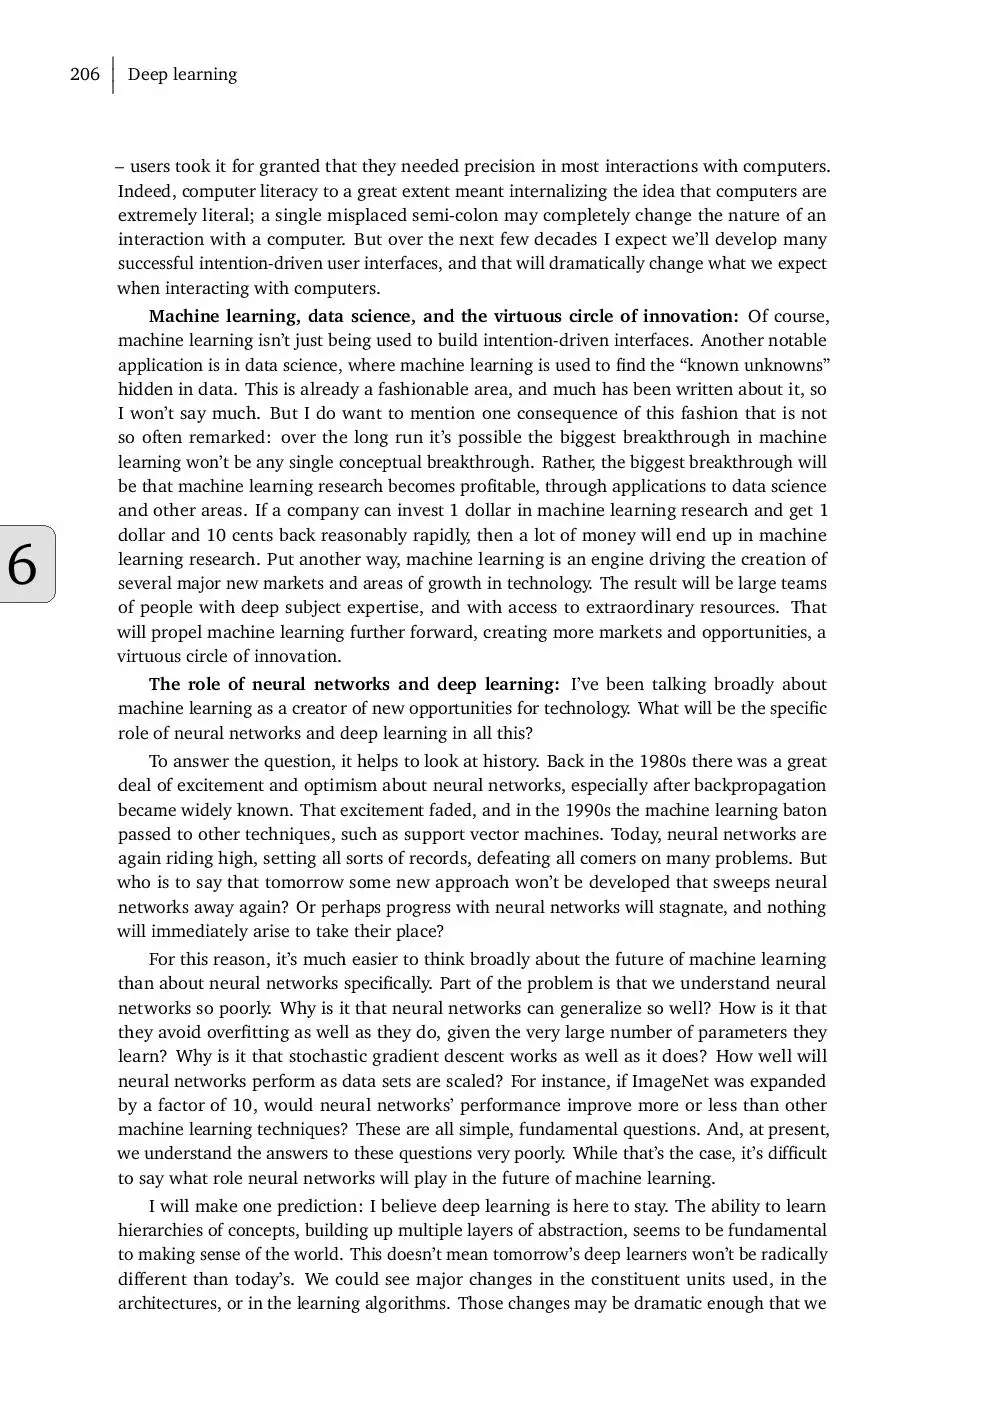 206 Deep learning
– users took it for granted that they needed precision in most interactions with computers.
Indeed, computer literacy to a great extent meant internalizing the idea that computers are
extremely literal; a single misplaced semi-colon may completely change the nature of an
interaction with a computer. But over the next few decades I expect we’ll develop many
successful intention-driven user interfaces, and that will dramatically change what we expect
when interacting with computers.
Machine learning, data science, and the virtuous circle of innovation: Of course,
machine learning isn’t just being used to build intention-driven interfaces. Another notable
application is in data science, where machine learning is used to find the “known unknowns”
hidden in data. This is already a fashionable area, and much has been written about it, so
I won’t say much. But I do want to mention one consequence of this fashion that is not
so often remarked: over the long run it’s possible the biggest breakthrough in machine
learning won’t be any single conceptual breakthrough. Rather, the biggest breakthrough will
be that machine learning research becomes profitable, through applications to data science
and other areas. If a company can invest 1 dollar in machine learning research and get 1
dollar and 10 cents back reasonably rapidly, then a lot of money will end up in machine
learning research. Put another way, machine learning is an engine driving the creation of
several major new markets and areas of growth in technology. The result will be large teams
of people with deep subject expertise, and with access to extraordinary resources. That
will propel machine learning further forward, creating more markets and opportunities, a
virtuous circle of innovation.
6
The role of neural networks and deep learning: I’ve been talking broadly about
machine learning as a creator of new opportunities for technology. What will be the specific
role of neural networks and deep learning in all this?
To answer the question, it helps to look at history. Back in the 1980s there was a great
deal of excitement and optimism about neural networks, especially after backpropagation
became widely known. That excitement faded, and in the 1990s the machine learning baton
passed to other techniques, such as support vector machines. Today, neural networks are
again riding high, setting all sorts of records, defeating all comers on many problems. But
who is to say that tomorrow some new approach won’t be developed that sweeps neural
networks away again? Or perhaps progress with neural networks will stagnate, and nothing
will immediately arise to take their place?
For this reason, it’s much easier to think broadly about the future of machine learning
than about neural networks specifically. Part of the problem is that we understand neural
networks so poorly. Why is it that neural networks can generalize so well? How is it that
they avoid overfitting as well as they do, given the very large number of parameters they
learn? Why is it that stochastic gradient descent works as well as it does? How well will
neural networks perform as data sets are scaled? For instance, if ImageNet was expanded
by a factor of 10, would neural networks’ performance improve more or less than other
machine learning techniques? These are all simple, fundamental questions. And, at present,
we understand the answers to these questions very poorly. While that’s the case, it’s difficult
to say what role neural networks will play in the future of machine learning.
I will make one prediction: I believe deep learning is here to stay. The ability to learn
hierarchies of concepts, building up multiple layers of abstraction, seems to be fundamental
to making sense of the world. This doesn’t mean tomorrow’s deep learners won’t be radically
different than today’s. We could see major changes in the constituent units used, in the
architectures, or in the learning algorithms. Those changes may be dramatic enough that we